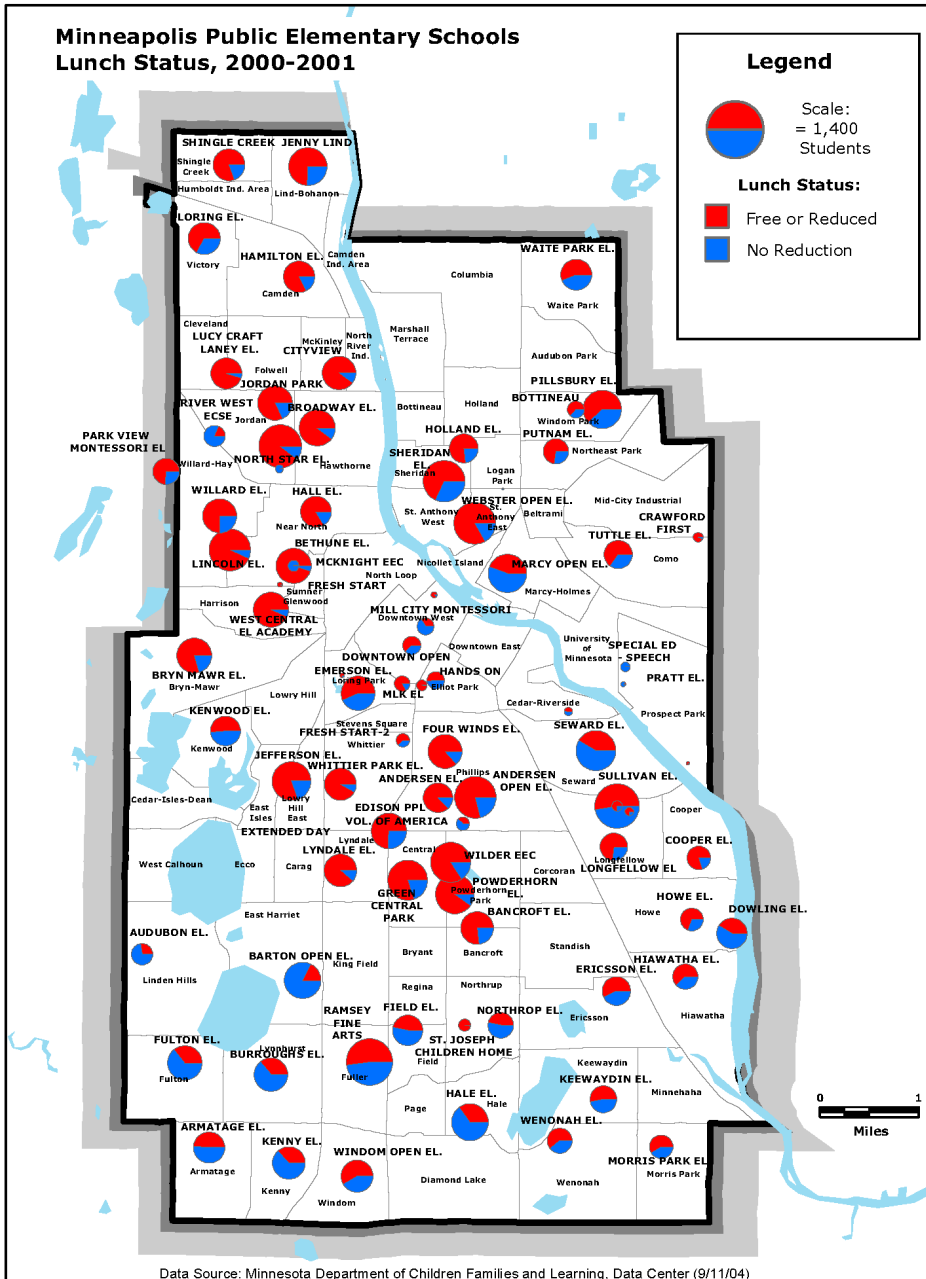 Minneapolis Public Elementary Schools
Lunch Status, 2000-2001
Legend
Scale:
= 1,400
Students
Lunch Status:
Free or Reduced
No Reduction
SHINGLE CREEK
JENNY LIND
Shingle
Creek
Humboldt Ind. Area
Lind-Bohanon
LORING EL.
Victory
HAMILTON EL.
Camden
Ind. Area
Camden
Columbia
WAITE PARK EL.
Waite Park
Cleveland
LUCY CRAFT
LANEY EL.
Folwell
McKinley
CITYVIEW
North
River
Ind.
Marshall
Terrace
Audubon Park
JORDAN PARK
RIVER WEST
ECSE
Jordan
BROADWAY EL.
Bottineau
Holland
PILLSBURY EL.
BOTTINEAU
Windom Park
PARK VIEW
MONTESSORI EL
Willard-Hay
NORTH STAR EL.
Hawthorne
HOLLAND EL.
PUTNAM EL.
Northeast Park
SHERIDAN
EL.
Sheridan
Logan
Park
WILLARD EL.
HALL EL.
Near North
WEBSTER OPEN EL.
St. Anthony
West
St.
Anthony
East
Beltrami
Mid-City Industrial
CRAWFORD
FIRST
TUTTLE EL.
Como
LINCOLN EL.
BETHUNE EL.
MCKNIGHT EEC
FRESH START
North Loop
Nicollet Island
MARCY OPEN EL.
Marcy-Holmes
Sumner
Glenwood
Harrison
WEST CENTRAL
EL ACADEMY
MILL CITY MONTESSORI
Downtown West
DOWNTOWN OPEN
Downtown East
University
of
Minnesota
SPECIAL ED
- SPEECH
PRATT EL.
BRYN MAWR EL.
Bryn-Mawr
Lowry Hill
EMERSON EL.
Loring Park
MLK EL
HANDS ON
Elliot Park
Cedar-Riverside
Prospect Park
KENWOOD EL.
Kenwood
Stevens Square
FRESH START-2
Whittier
FOUR WINDS EL.
SEWARD EL.
Seward
SULLIVAN EL.
JEFFERSON EL.
WHITTIER PARK EL.
ANDERSEN EL.
Phillips
ANDERSEN
OPEN EL.
Cedar-Isles-Dean
East
Isles
Lowry
Hill
East
EDISON PPL
VOL. OF AMERICA
Cooper
EXTENDED DAY
LYNDALE EL.
Lyndale
Central
WILDER EEC
Corcoran
Longfellow
LONGFELLOW EL
COOPER EL.
West Calhoun
Ecco
Carag
GREEN
CENTRAL
PARK
POWDERHORN
EL.
Powderhorn
Park
BANCROFT EL.
Bancroft
HOWE EL.
Howe
DOWLING EL.
East Harriet
AUDUBON EL.
Linden Hills
BARTON OPEN EL.
King Field
Bryant
Standish
ERICSSON EL.
Ericsson
HIAWATHA EL.
Hiawatha
Regina
Northrup
RAMSEY
FINE
ARTS
Fuller
FIELD EL.
NORTHROP EL.
ST. JOSEPH
CHILDREN HOME
Field
FULTON EL.
Fulton
Lynnhurst
BURROUGHS EL.
Keewaydin
KEEWAYDIN EL.
Minnehaha
Page
HALE EL.
Hale
WENONAH EL.
Wenonah
ARMATAGE EL.
Armatage
KENNY EL.
Kenny
WINDOM OPEN EL.
Windom
Diamond Lake
MORRIS PARK EL
Morris Park
0 1
Miles
Data Source: Minnesota Department of Children Families and Learning, Data Center (9/11/04)